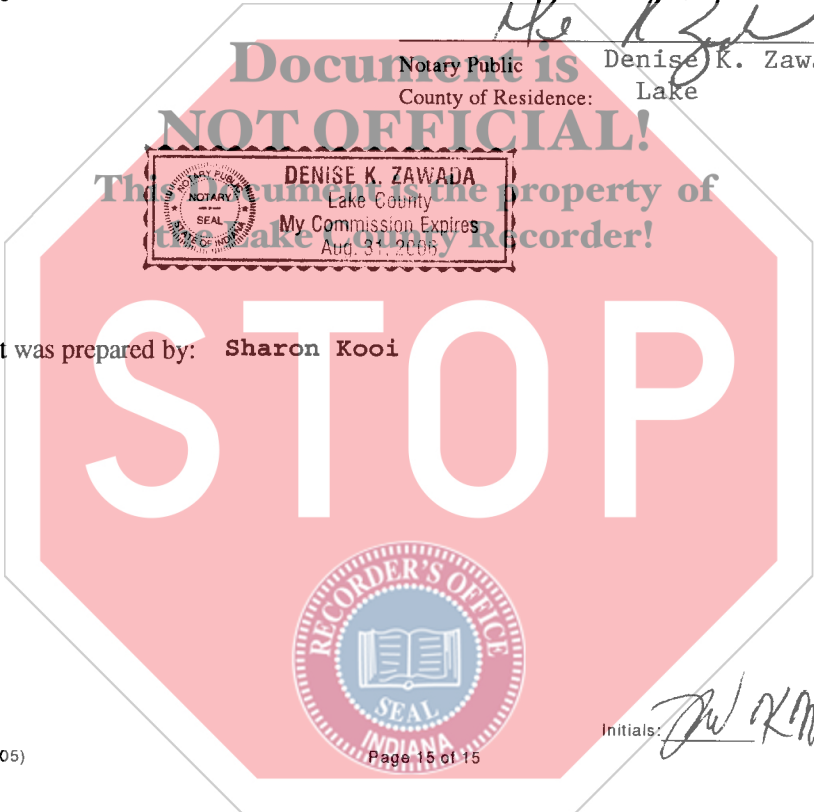 Document is
Notary Public Denise K. Zawa
County of Residence: Lake
NOT OFFICIAL!
DENISE K. ZAWADA
Lake County
My Commission Expires
Aug. 31, 2006
NOTARY PUBLIC
NOTARY
SEAL
STATE OF INDIANA
This Document is the property of
the Lake County Recorder!
t was prepared by: Sharon Kooi
STOP
RECORDER'S OFFICE
SEAL
INDIANA
Initials:
05)
Page 15 of 15